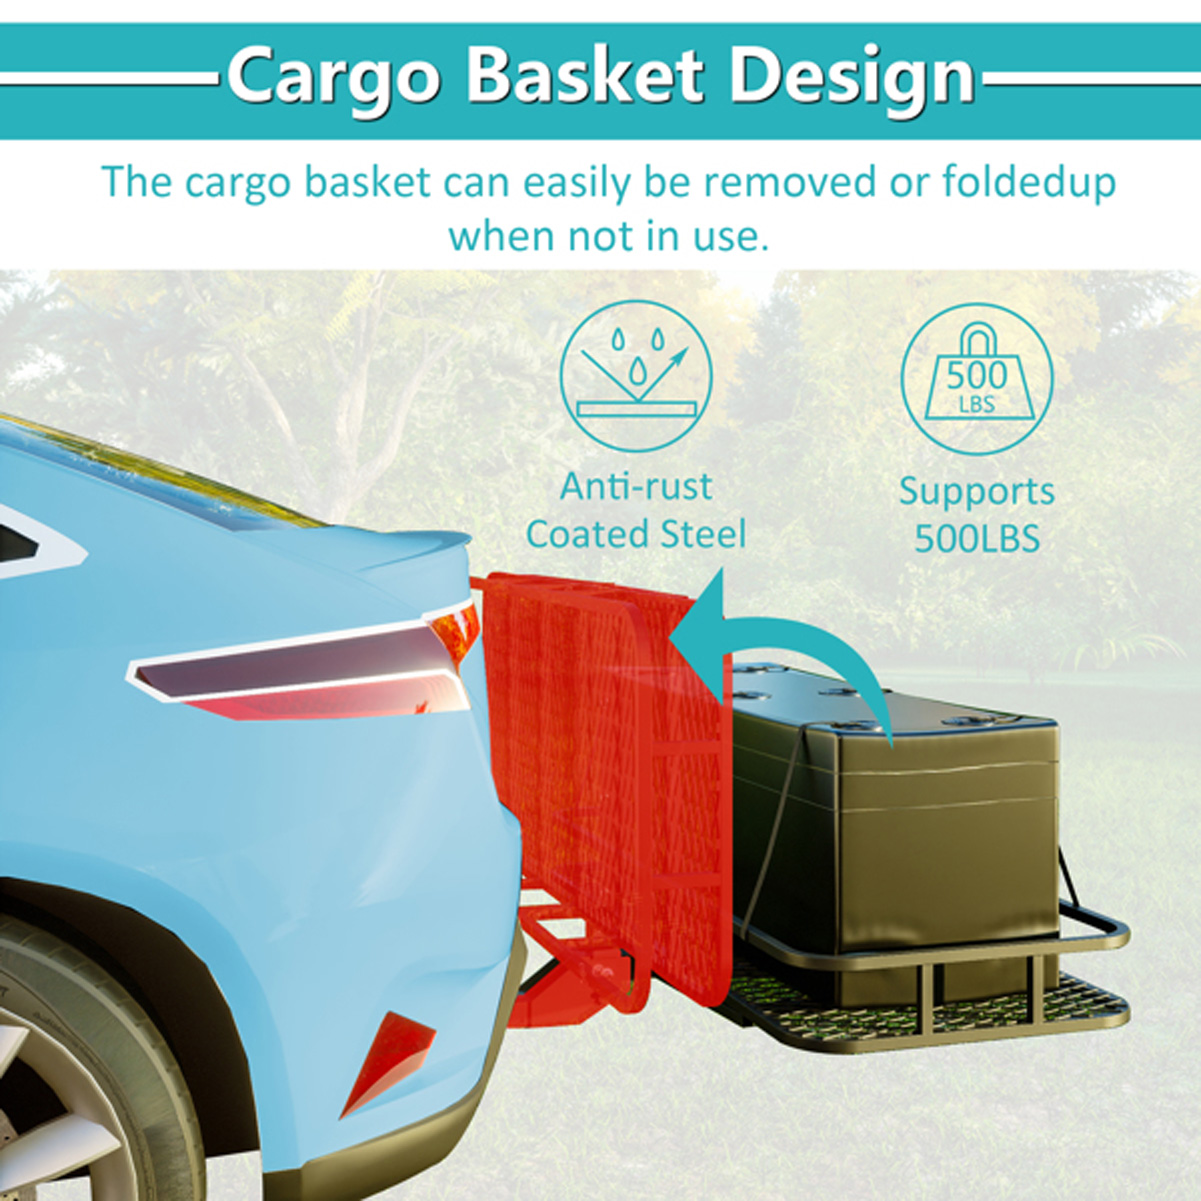 Cargo Basket Design
The cargo basket can easily be removed or foldedup
when not in use.
500
LBS
Anti-rust
Coated Steel
Supports
500LBS